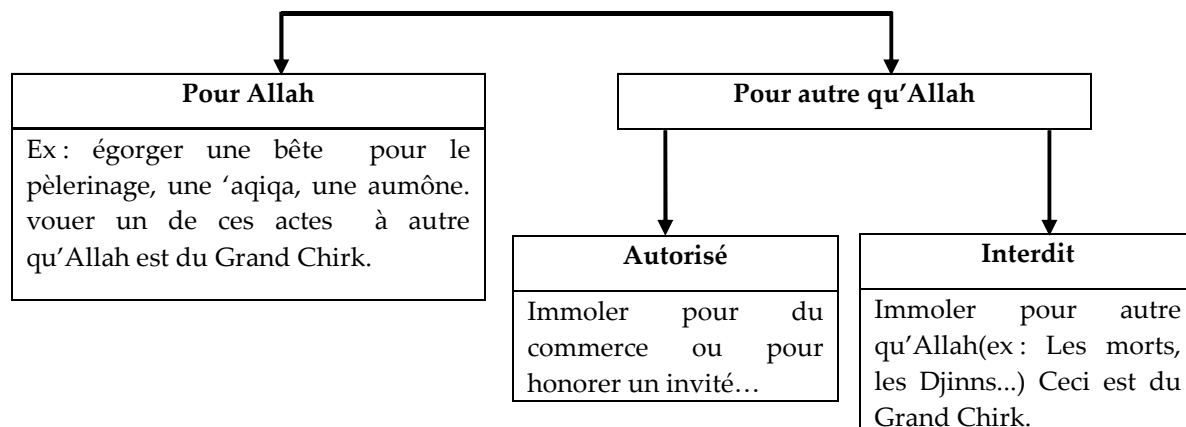 Pour Allah
Ex : égorger une bête pour le
pèlerinage, une ‘aqiqa, une aumône.
vouer un de ces actes à autre
qu’Allah est du Grand Chirk.
Pour autre qu’Allah
Autorisé
Immoler pour du
commerce ou pour
honorer un invité…
Interdit
Immoler pour autre
qu’Allah(ex : Les morts,
les Djinns...) Ceci est du
Grand Chirk.